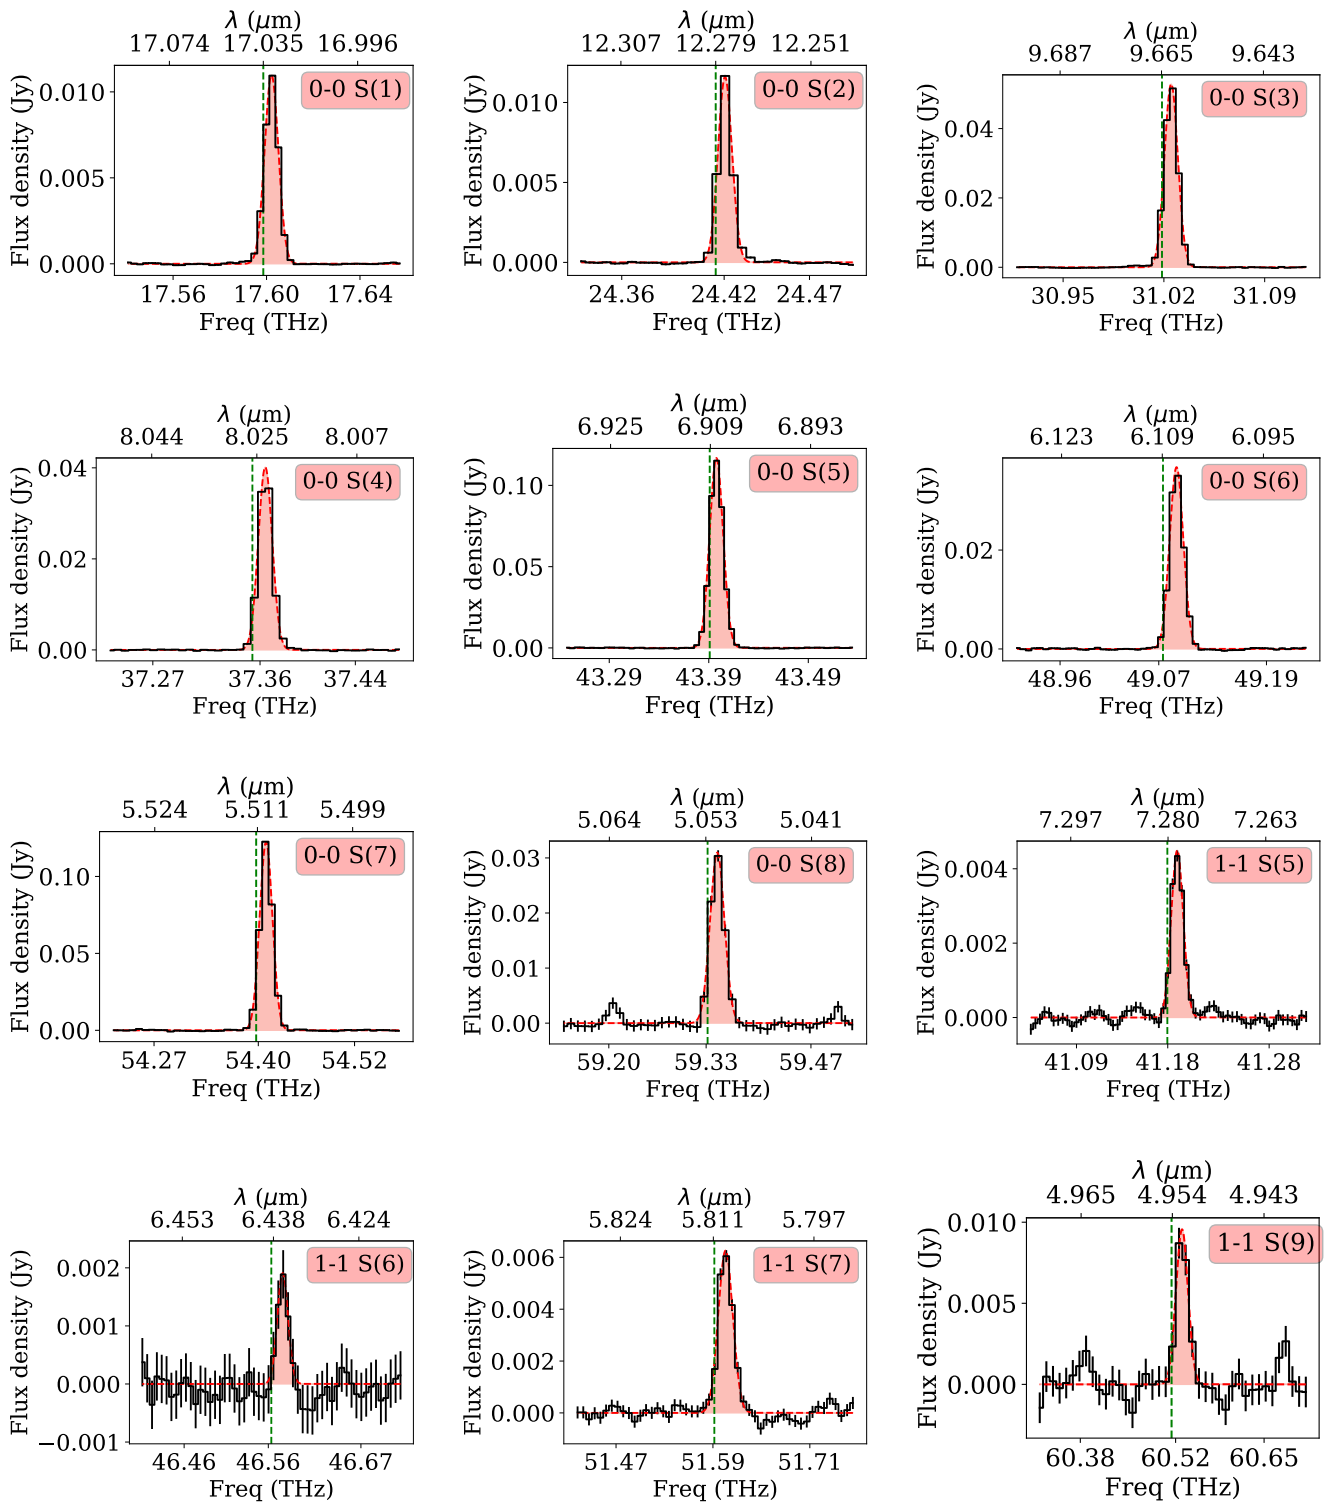 λ (μm)
17.074 17.035 16.996
0-0 S(1)
Flux density (Jy)
0.010
0.005
0.000
17.56 17.60 17.64
Freq (THz)
λ (μm)
12.307 12.279 12.251
0-0 S(2)
Flux density (Jy)
0.010
0.005
0.000
24.36 24.42 24.47
Freq (THz)
λ (μm)
9.687 9.665 9.643
0-0 S(3)
Flux density (Jy)
0.04
0.02
0.00
30.95 31.02 31.09
Freq (THz)
λ (μm)
8.044 8.025 8.007
0-0 S(4)
Flux density (Jy)
0.04
0.02
0.00
37.27 37.36 37.44
Freq (THz)
λ (μm)
6.925 6.909 6.893
0-0 S(5)
Flux density (Jy)
0.10
0.05
0.00
43.29 43.39 43.49
Freq (THz)
λ (μm)
6.123 6.109 6.095
0-0 S(6)
Flux density (Jy)
0.02
0.00
48.96 49.07 49.19
Freq (THz)
λ (μm)
5.524 5.511 5.499
0-0 S(7)
Flux density (Jy)
0.10
0.05
0.00
54.27 54.40 54.52
Freq (THz)
λ (μm)
5.064 5.053 5.041
0-0 S(8)
Flux density (Jy)
0.03
0.02
0.01
0.00
59.20 59.33 59.47
Freq (THz)
λ (μm)
7.297 7.280 7.263
1-1 S(5)
Flux density (Jy)
0.004
0.002
0.000
41.09 41.18 41.28
Freq (THz)
λ (μm)
6.453 6.438 6.424
1-1 S(6)
Flux density (Jy)
0.002
0.001
0.000
−0.001
46.46 46.56 46.67
Freq (THz)
λ (μm)
5.824 5.811 5.797
1-1 S(7)
Flux density (Jy)
0.006
0.004
0.002
0.000
51.47 51.59 51.71
Freq (THz)
λ (μm)
4.965 4.954 4.943
1-1 S(9)
Flux density (Jy)
0.010
0.005
0.000
60.38 60.52 60.65
Freq (THz)